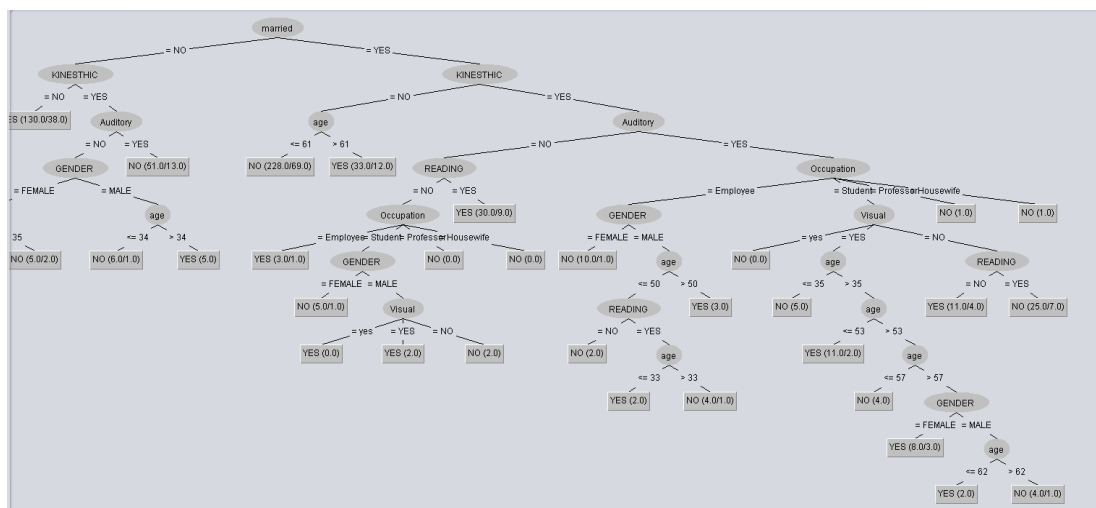 married
= NO = YES
KINESTHIC KINESTHIC
= NO = YES = NO = YES
ES (130.0/38.0) Auditory age Auditory
= NO = YES <= 61 > 61 = NO = YES
GENDER NO (51.0/13.0) NO (228.0/69.0) YES (33.0/12.0) READING Occupation
= FEMALE = MALE = NO = YES = Employee = Student = Professor Housewife
age Occupation YES (30.0/9.0) GENDER Visual NO (1.0) NO (1.0)
35 <= 34 > 34 = Employee = Student = Professor Housewife = FEMALE = MALE = yes = YES = NO
NO (5.0/2.0) NO (6.0/1.0) YES (5.0) YES (3.0/1.0) GENDER NO (0.0) NO (0.0) NO (10.0/1.0) age NO (0.0) age READING
= FEMALE = MALE <= 50 > 50 <= 35 > 35 = NO = YES
NO (5.0/1.0) Visual READING YES (3.0) NO (5.0) age YES (11.0/4.0) NO (25.0/7.0)
= yes = YES = NO = NO = YES <= 53 > 53
YES (0.0) YES (2.0) NO (2.0) NO (2.0) age YES (11.0/2.0) age
<= 33 > 33 <= 57 > 57
YES (2.0) NO (4.0/1.0) NO (4.0) GENDER
= FEMALE = MALE
YES (8.0/3.0) age
<= 62 > 62
YES (2.0) NO (4.0/1.0)